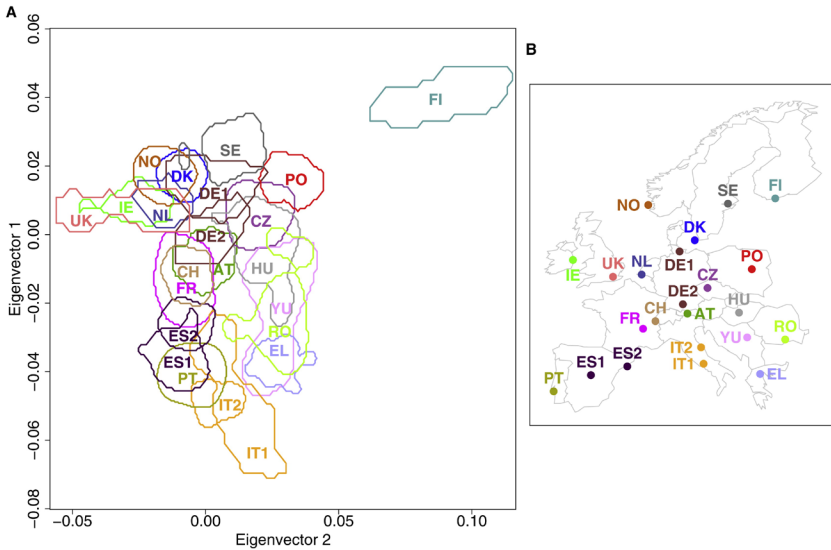 A
Eigenvector 1
0.06
0.04
0.02
0.00
−0.02
−0.04
−0.06
−0.08
FI
SE
NO
DK
PO
DE1
IE
NL
UK
CZ
DE2
CH
AT
HU
FR
YU
RO
ES2
EL
ES1
PT
IT2
IT1
−0.05
0.00
0.05
0.10
Eigenvector 2
B
SE
FI
NO
DK
IE
UK
NL
DE1
PO
CZ
DE2
HU
CH
AT
FR
RO
YU
IT2
ES1
ES2
IT1
EL
PT